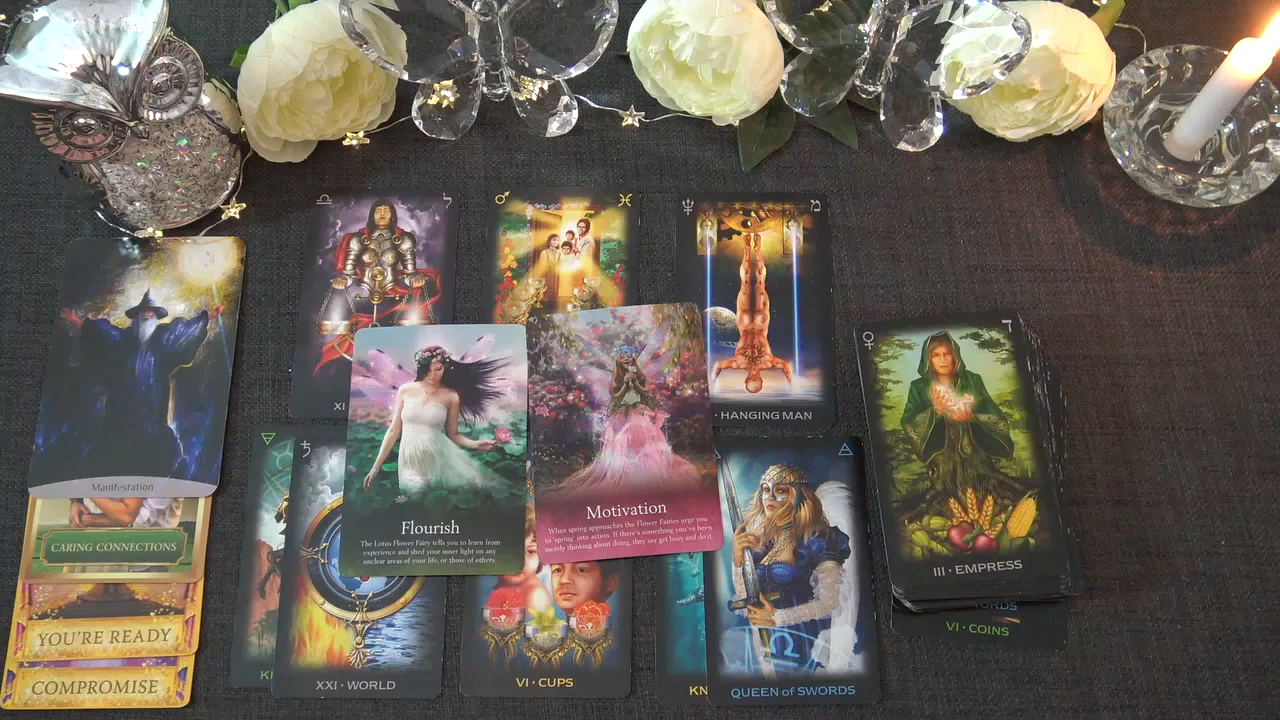 Manifestation
CARING CONNECTIONS
YOU'RE READY
COMPROMISE
XI
· HANGING MAN
Flourish
The Lotus Flower Fairy tells you to learn from
experience and shed your inner light on any
unclear areas of your life, or those of others.
Motivation
When spring approaches the Flower Fairies urge you
to 'spring' into action. If there's something you've been
merely thinking about doing, they say get busy and do it.
KI
XXI · WORLD
VI · CUPS
KN
QUEEN of SWORDS
III · EMPRESS
VI · COINS